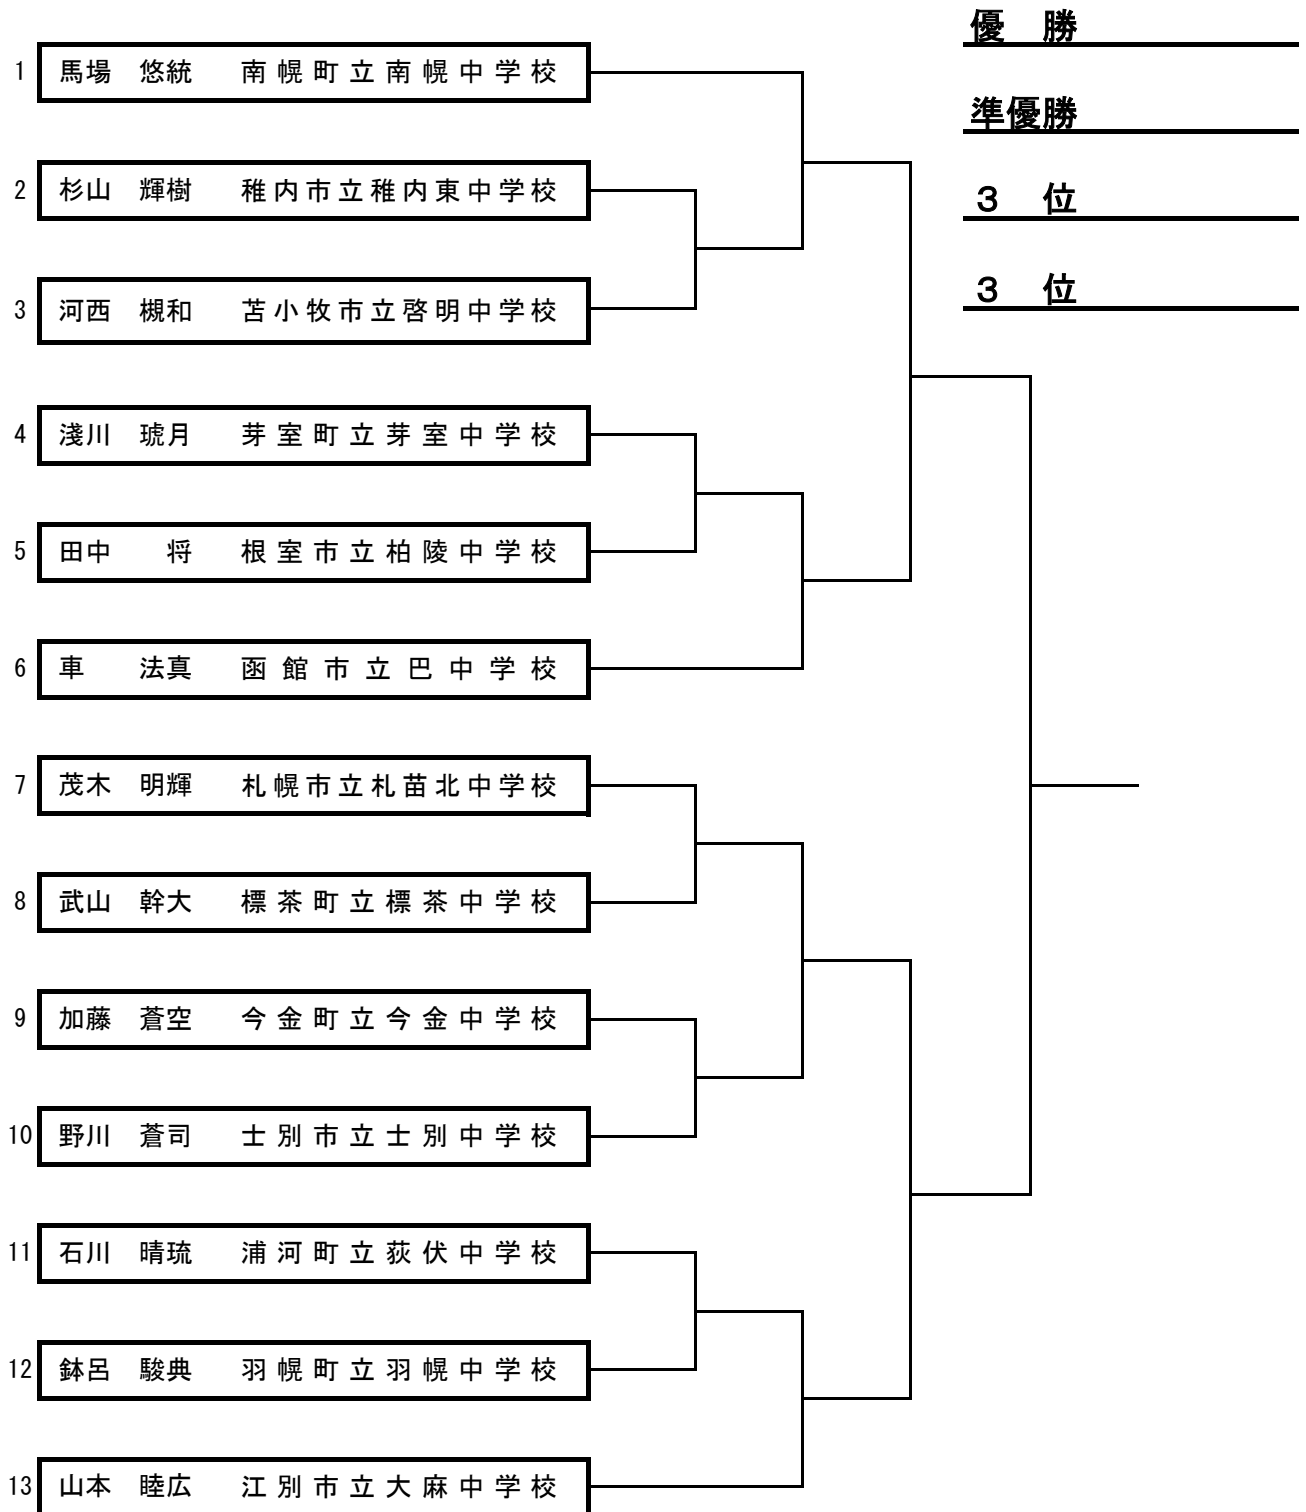 優　勝
準優勝
３　位
３　位
1 馬場　悠統 南幌町立南幌中学校
2 杉山　輝樹 稚内市立稚内東中学校
3 河西　槻和 苫小牧市立啓明中学校
4 淺川　琥月 芽室町立芽室中学校
5 田中　　将 根室市立柏陵中学校
6 車　　法真 函館市立巴中学校
7 茂木　明輝 札幌市立札苗北中学校
8 武山　幹大 標茶町立標茶中学校
9 加藤　蒼空 今金町立今金中学校
10 野川　蒼司 士別市立士別中学校
11 石川　晴琉 浦河町立荻伏中学校
12 鉢呂　駿典 羽幌町立羽幌中学校
13 山本　睦広 江別市立大麻中学校